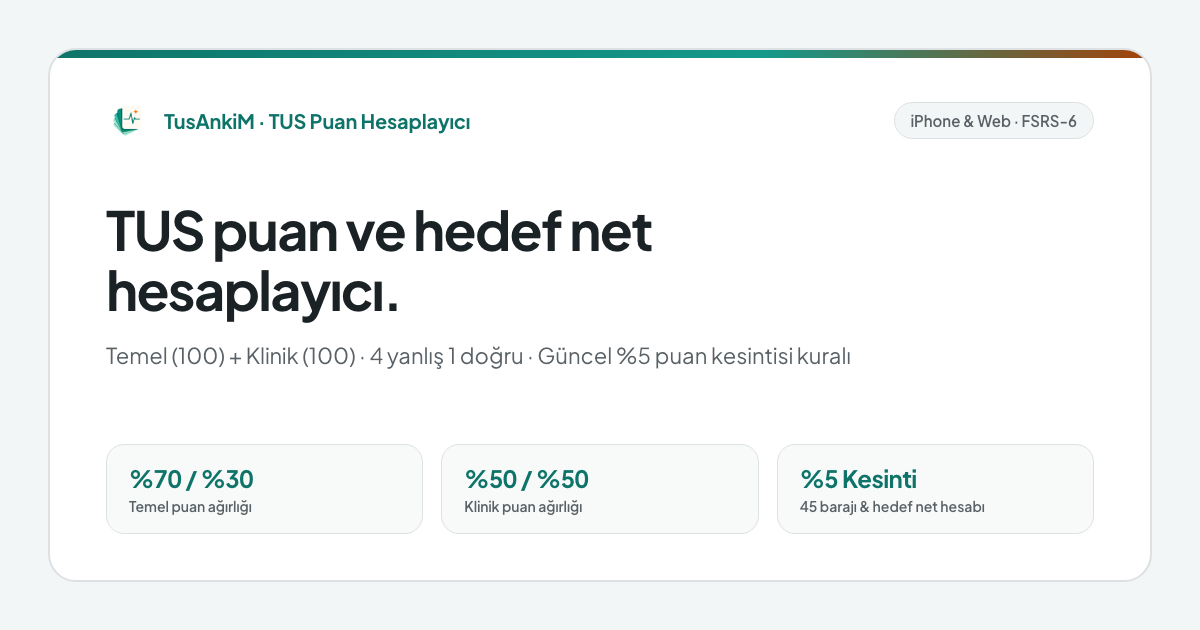 TusAnkiM · TUS Puan Hesaplayıcı
iPhone & Web · FSRS-6
TUS puan ve hedef net
hesaplayıcı.
Temel (100) + Klinik (100) · 4 yanlış 1 doğru · Güncel %5 puan kesintisi kuralı
%70 / %30
Temel puan ağırlığı
%50 / %50
Klinik puan ağırlığı
%5 Kesinti
45 barajı & hedef net hesabı